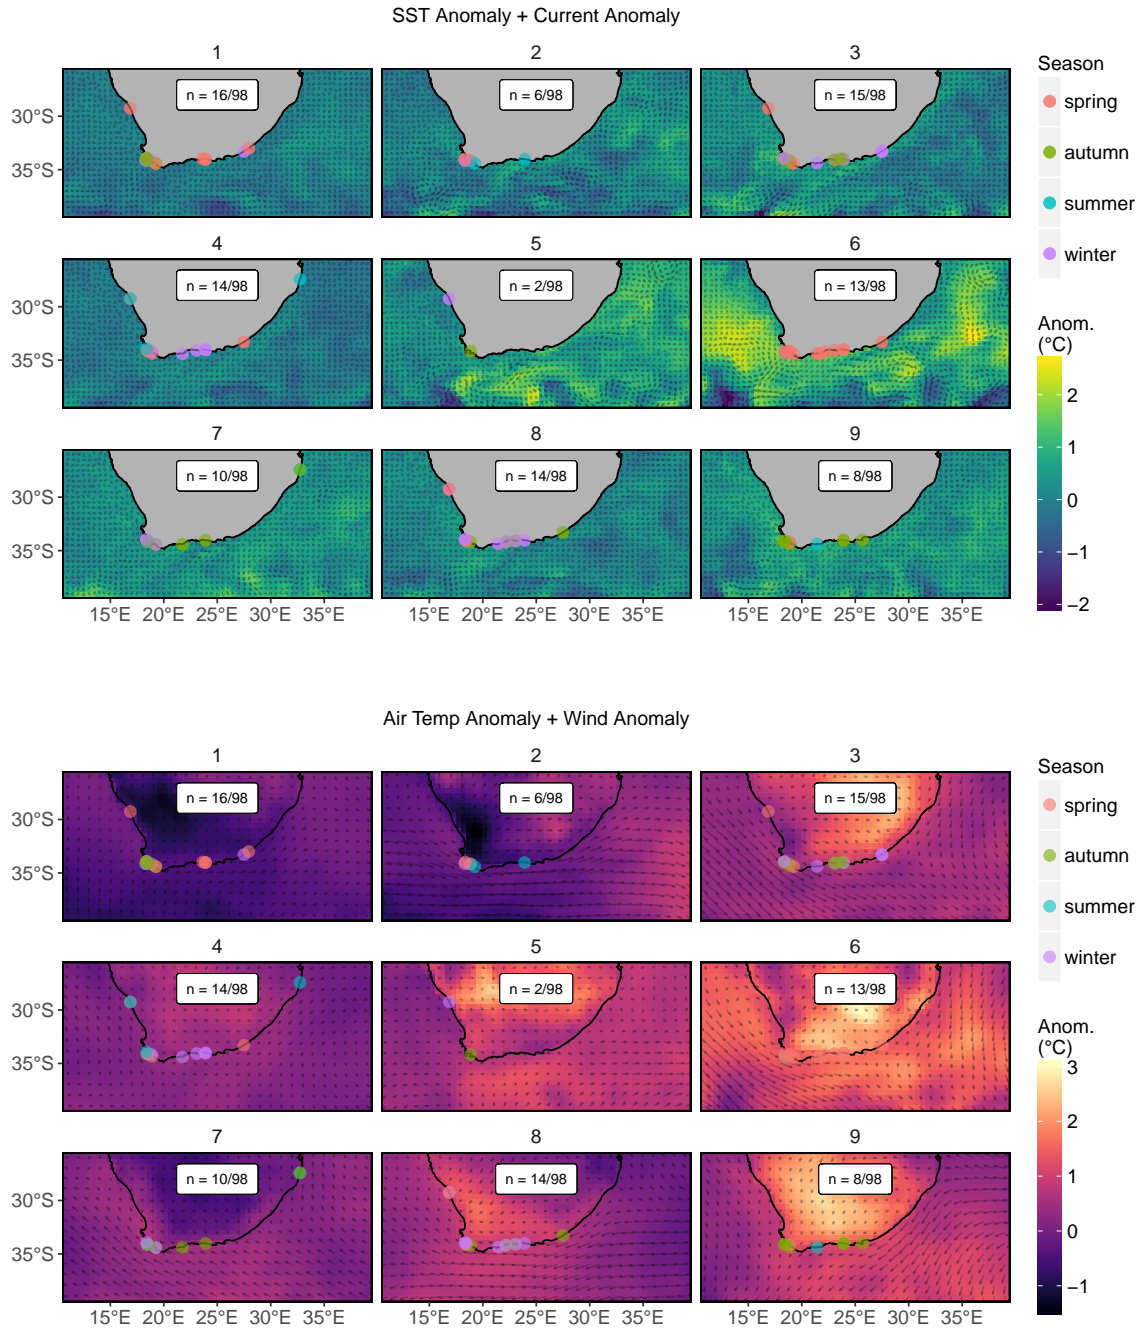 SST Anomaly + Current Anomaly
1
2
3
n = 16/98
n = 6/98
n = 15/98
30°S
35°S
4
5
6
n = 14/98
n = 2/98
n = 13/98
30°S
35°S
7
8
9
n = 10/98
n = 14/98
n = 8/98
30°S
35°S
15°E 20°E 25°E 30°E 35°E
15°E 20°E 25°E 30°E 35°E
15°E 20°E 25°E 30°E 35°E
Season
spring
autumn
summer
winter
Anom.
(°C)
2
1
0
−1
−2
Air Temp Anomaly + Wind Anomaly
1
2
3
n = 16/98
n = 6/98
n = 15/98
30°S
35°S
4
5
6
n = 14/98
n = 2/98
n = 13/98
30°S
35°S
7
8
9
n = 10/98
n = 14/98
n = 8/98
30°S
35°S
15°E 20°E 25°E 30°E 35°E
15°E 20°E 25°E 30°E 35°E
15°E 20°E 25°E 30°E 35°E
Season
spring
autumn
summer
winter
Anom.
(°C)
3
2
1
0
−1